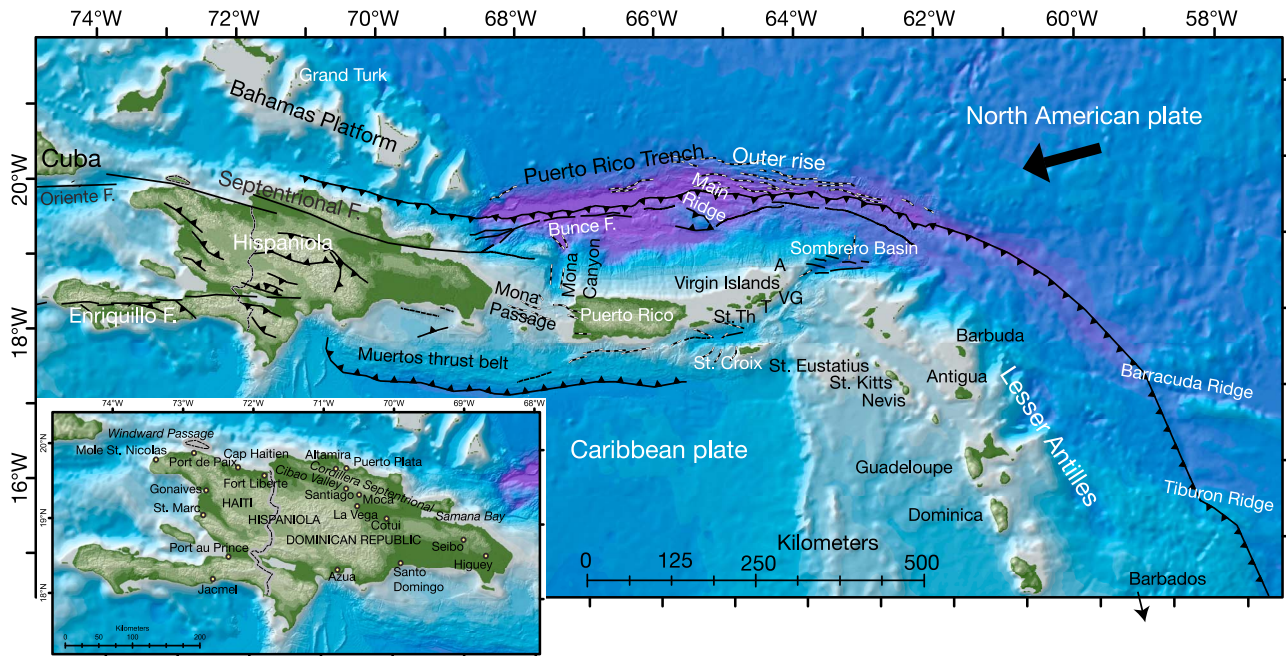 74°W 72°W 70°W 68°W 66°W 64°W 62°W 60°W 58°W
Grand Turk
Bahamas Platform
North American plate
Cuba
20°W
Puerto Rico Trench
Outer rise
Oriente F.
Septentrional F.
Main
Ridge
Bunce F.
Hispaniola
Sombrero Basin
Mona
Canyon
A
Virgin Islands
VG
Mona
Passage
T
18°W
Enriquillo F.
Puerto Rico
St.Th
Barbuda
Muertos thrust belt
St. Croix
St. Eustatius
St. Kitts
Nevis
Antigua
Barracuda Ridge
Lesser Antilles
Caribbean plate
16°W
Guadeloupe
Tiburon Ridge
Dominica
Kilometers
0 125 250 500
Barbados
66°W 64°W 62°W 60°W
74°W 72°W 72°W 71°W 70°W 69°W 68°W
20°N
Windward Passage
Mole St. Nicolas
Cap Haitien
Altamira
Puerto Plata
Port de Paix
Cibao Valley
Cordillera Septentrional
Fort Liberte
Gonaives
Santiago
Moca
HAITI
St. Marc
La Vega
Samana Bay
19°N
HISPANIOLA
Cotui
DOMINICAN REPUBLIC
Seibo
Port au Prince
Higuey
Azua
Santo
Domingo
Jacmel
18°N
Kilometers
0 50 100 200